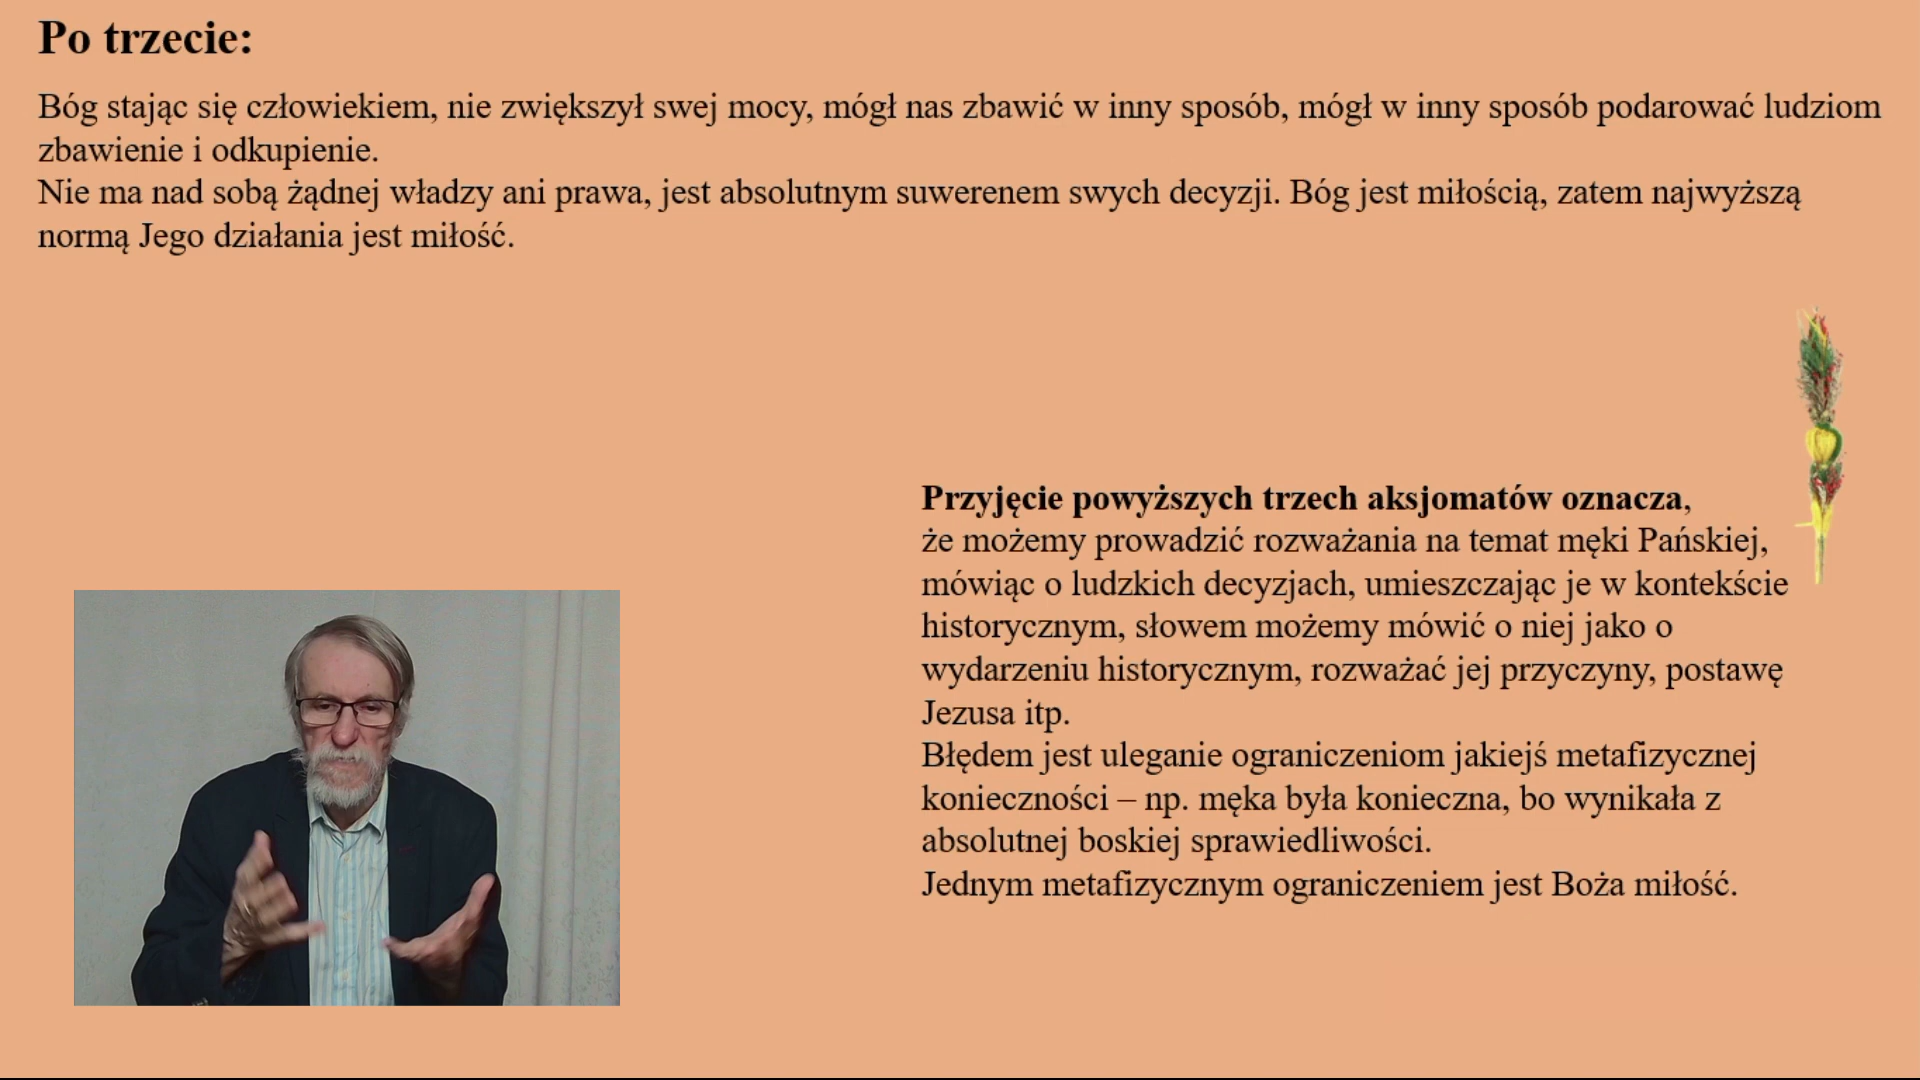 Po trzecie:
Bóg stając się człowiekiem, nie zwiększył swej mocy, mógł nas zbawić w inny sposób, mógł w inny sposób podarować ludziom
zbawienie i odkupienie.
Nie ma nad sobą żądnej władzy ani prawa, jest absolutnym suwerenem swych decyzji. Bóg jest miłością, zatem najwyższą
normą Jego działania jest miłość.
Przyjęcie powyższych trzech aksjomatów oznacza,
że możemy prowadzić rozważania na temat męki Pańskiej,
mówiąc o ludzkich decyzjach, umieszczając je w kontekście
historycznym, słowem możemy mówić o niej jako o
wydarzeniu historycznym, rozważać jej przyczyny, postawę
Jezusa itp.
Błędem jest uleganie ograniczeniom jakiejś metafizycznej
konieczności – np. męka była konieczna, bo wynikała z
absolutnej boskiej sprawiedliwości.
Jednym metafizycznym ograniczeniem jest Boża miłość.